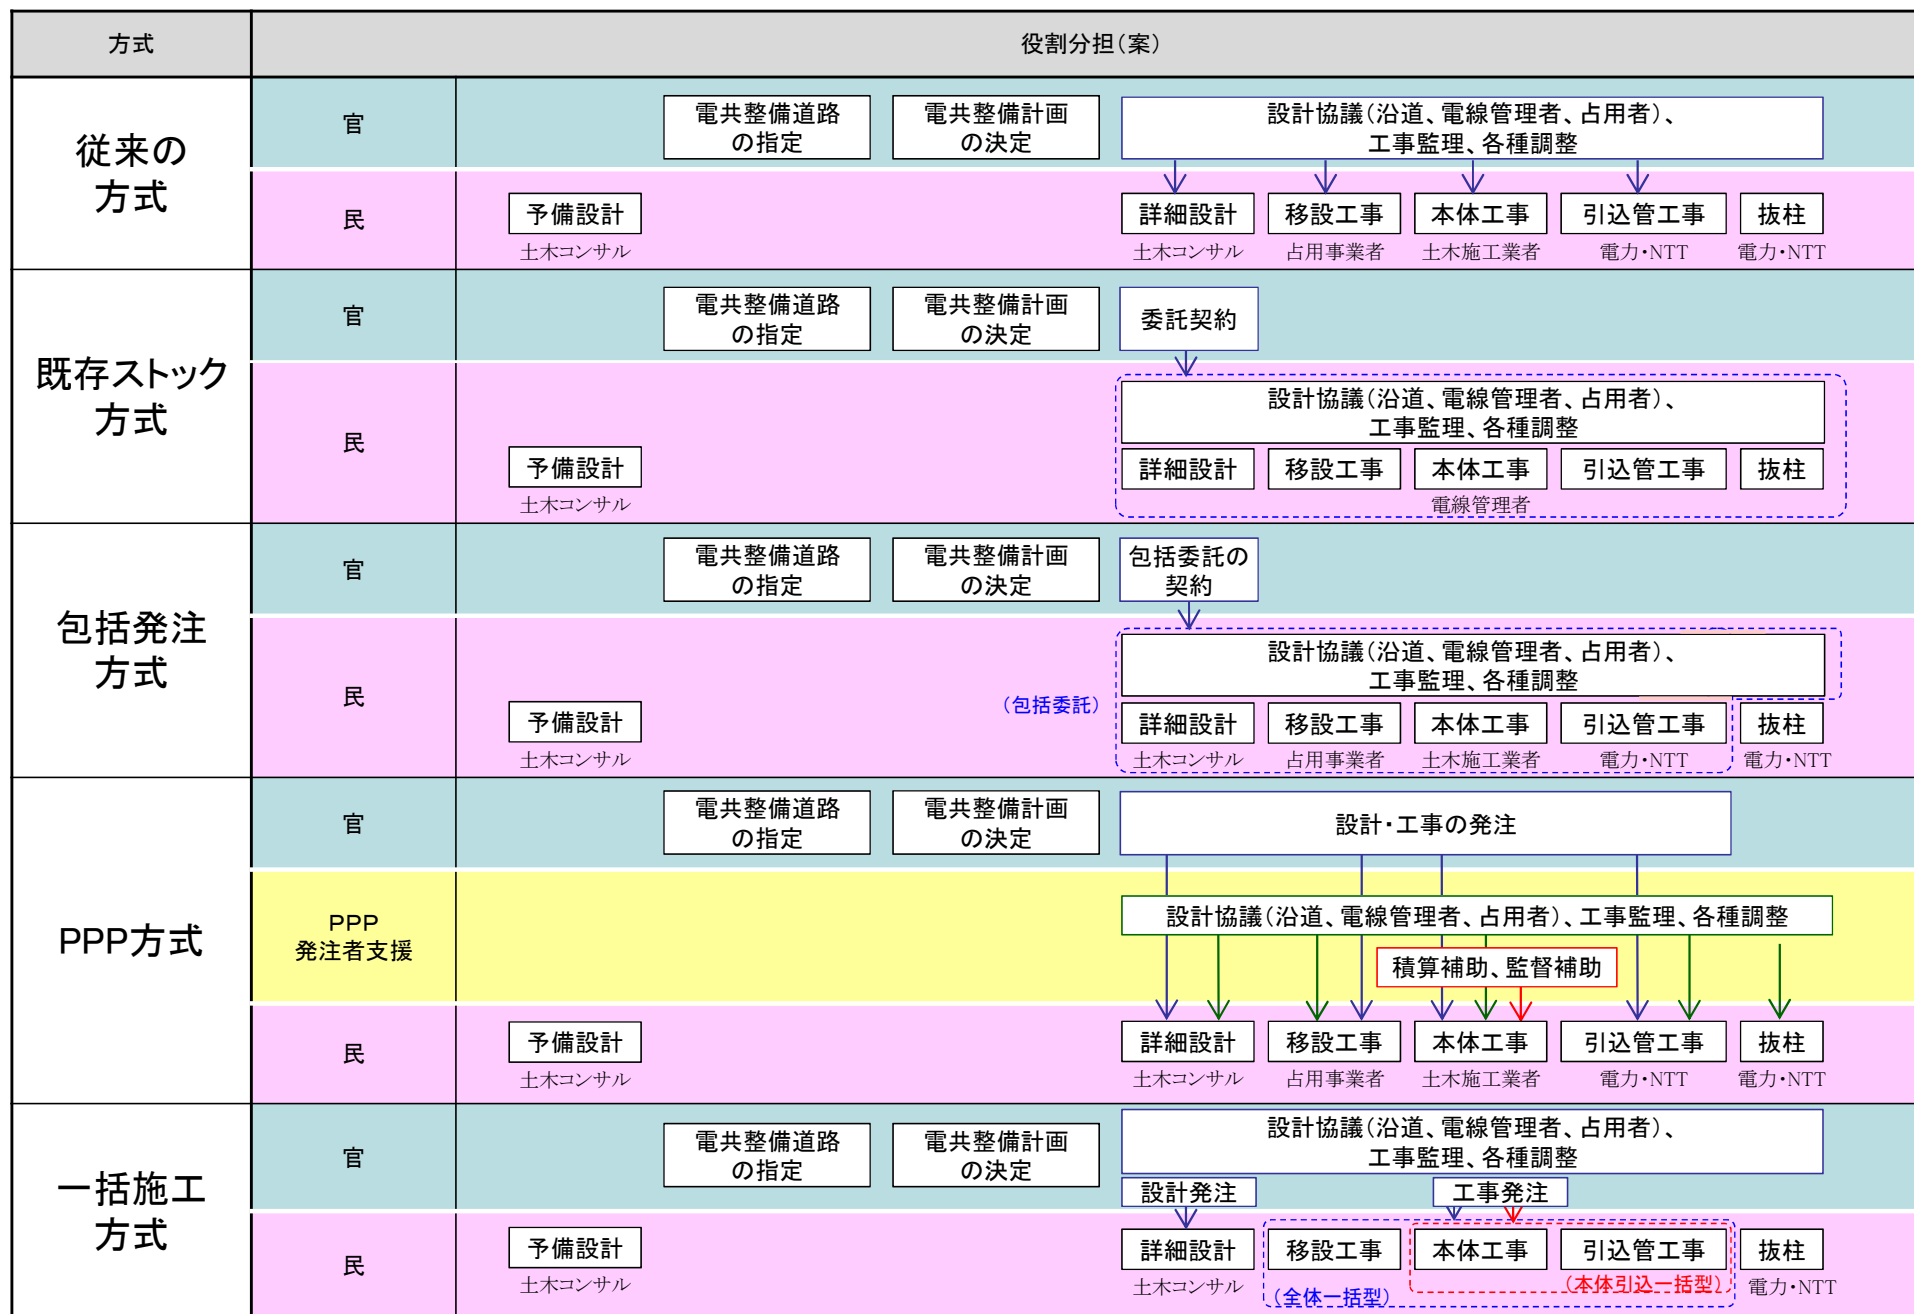 方式
役割分担（案）
従来の
方式
官
電共整備道路
の指定
電共整備計画
の決定
設計協議（沿道、電線管理者、占用者）、
工事監理、各種調整
民
予備設計
土木コンサル
詳細設計
土木コンサル
移設工事
占用事業者
本体工事
土木施工業者
引込管工事
電力・NTT
抜柱
電力・NTT
既存ストック
方式
官
電共整備道路
の指定
電共整備計画
の決定
委託契約
民
設計協議（沿道、電線管理者、占用者）、
工事監理、各種調整
予備設計
土木コンサル
詳細設計
移設工事
本体工事
引込管工事
抜柱
電線管理者
包括発注
方式
官
電共整備道路
の指定
電共整備計画
の決定
包括委託の
契約
民
設計協議（沿道、電線管理者、占用者）、
工事監理、各種調整
（包括委託）
予備設計
土木コンサル
詳細設計
土木コンサル
移設工事
占用事業者
本体工事
土木施工業者
引込管工事
電力・NTT
抜柱
電力・NTT
PPP方式
官
電共整備道路
の指定
電共整備計画
の決定
設計・工事の発注
PPP
発注者支援
設計協議（沿道、電線管理者、占用者）、工事監理、各種調整
積算補助、監督補助
民
予備設計
土木コンサル
詳細設計
土木コンサル
移設工事
占用事業者
本体工事
土木施工業者
引込管工事
電力・NTT
抜柱
電力・NTT
一括施工
方式
官
電共整備道路
の指定
電共整備計画
の決定
設計協議（沿道、電線管理者、占用者）、
工事監理、各種調整
設計発注
工事発注
民
予備設計
土木コンサル
詳細設計
土木コンサル
移設工事
本体工事
引込管工事
抜柱
電力・NTT
（本体引込一括型）
（全体一括型）